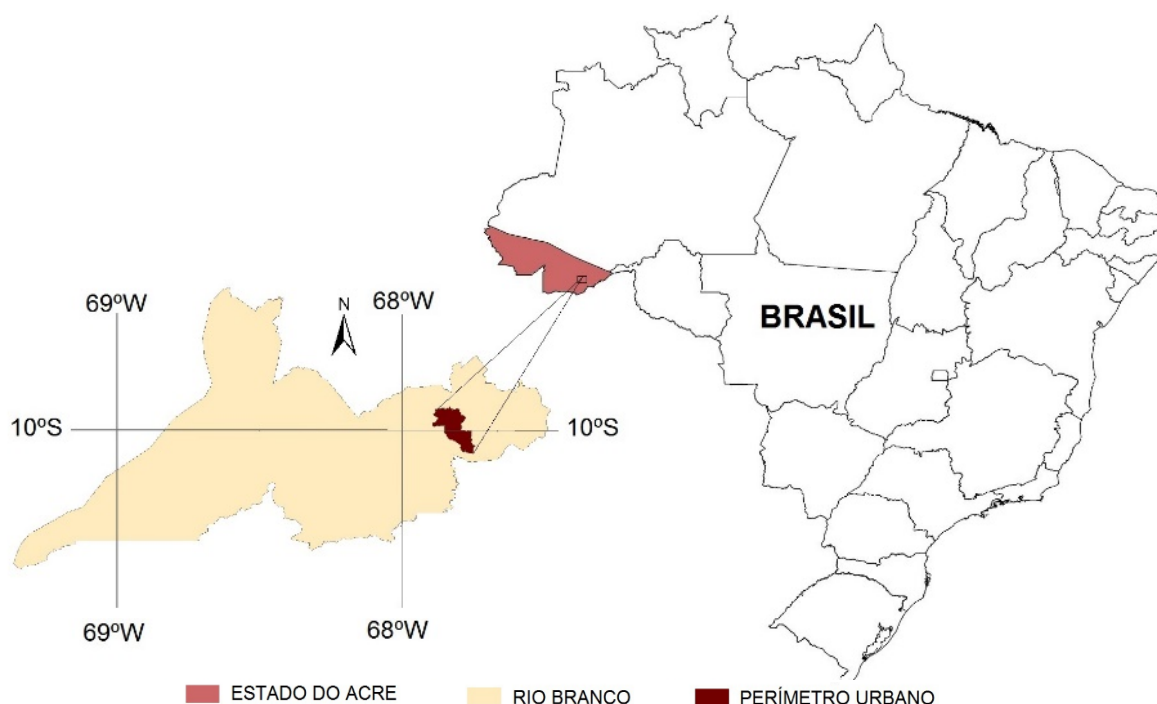 69ºW
68ºW
N
BRASIL
10ºS
10ºS
69ºW
68ºW
ESTADO DO ACRE
RIO BRANCO
PERÍMETRO URBANO